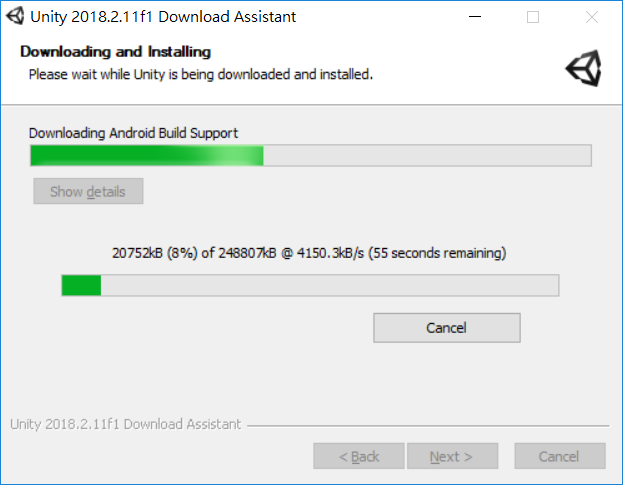 Unity 2018.2.11f1 Download Assistant
Downloading and Installing
Please wait while Unity is being downloaded and installed.
Downloading Android Build Support
Show details
20752kB (8%) of 248807kB @ 4150.3kB/s (55 seconds remaining)
Cancel
Unity 2018.2.11f1 Download Assistant
< Back Next > Cancel